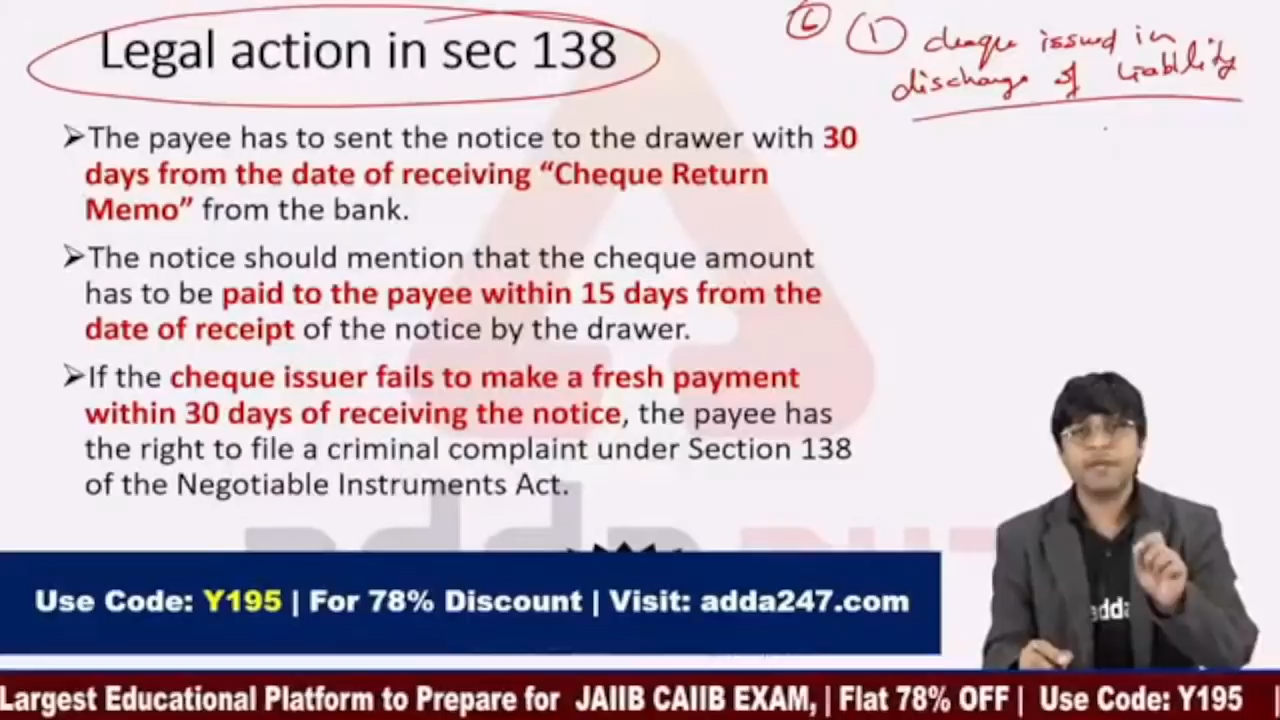 Legal action in sec 138
① cheque issued in
discharge of liability
➢The payee has to sent the notice to the drawer with 30
days from the date of receiving “Cheque Return
Memo” from the bank.
➢The notice should mention that the cheque amount
has to be paid to the payee within 15 days from the
date of receipt of the notice by the drawer.
➢If the cheque issuer fails to make a fresh payment
within 30 days of receiving the notice, the payee has
the right to file a criminal complaint under Section 138
of the Negotiable Instruments Act.
adda
Use Code: Y195 | For 78% Discount | Visit: adda247.com
Largest Educational Platform to Prepare for JAIIB CAIIB EXAM, | Flat 78% OFF | Use Code: Y195 |